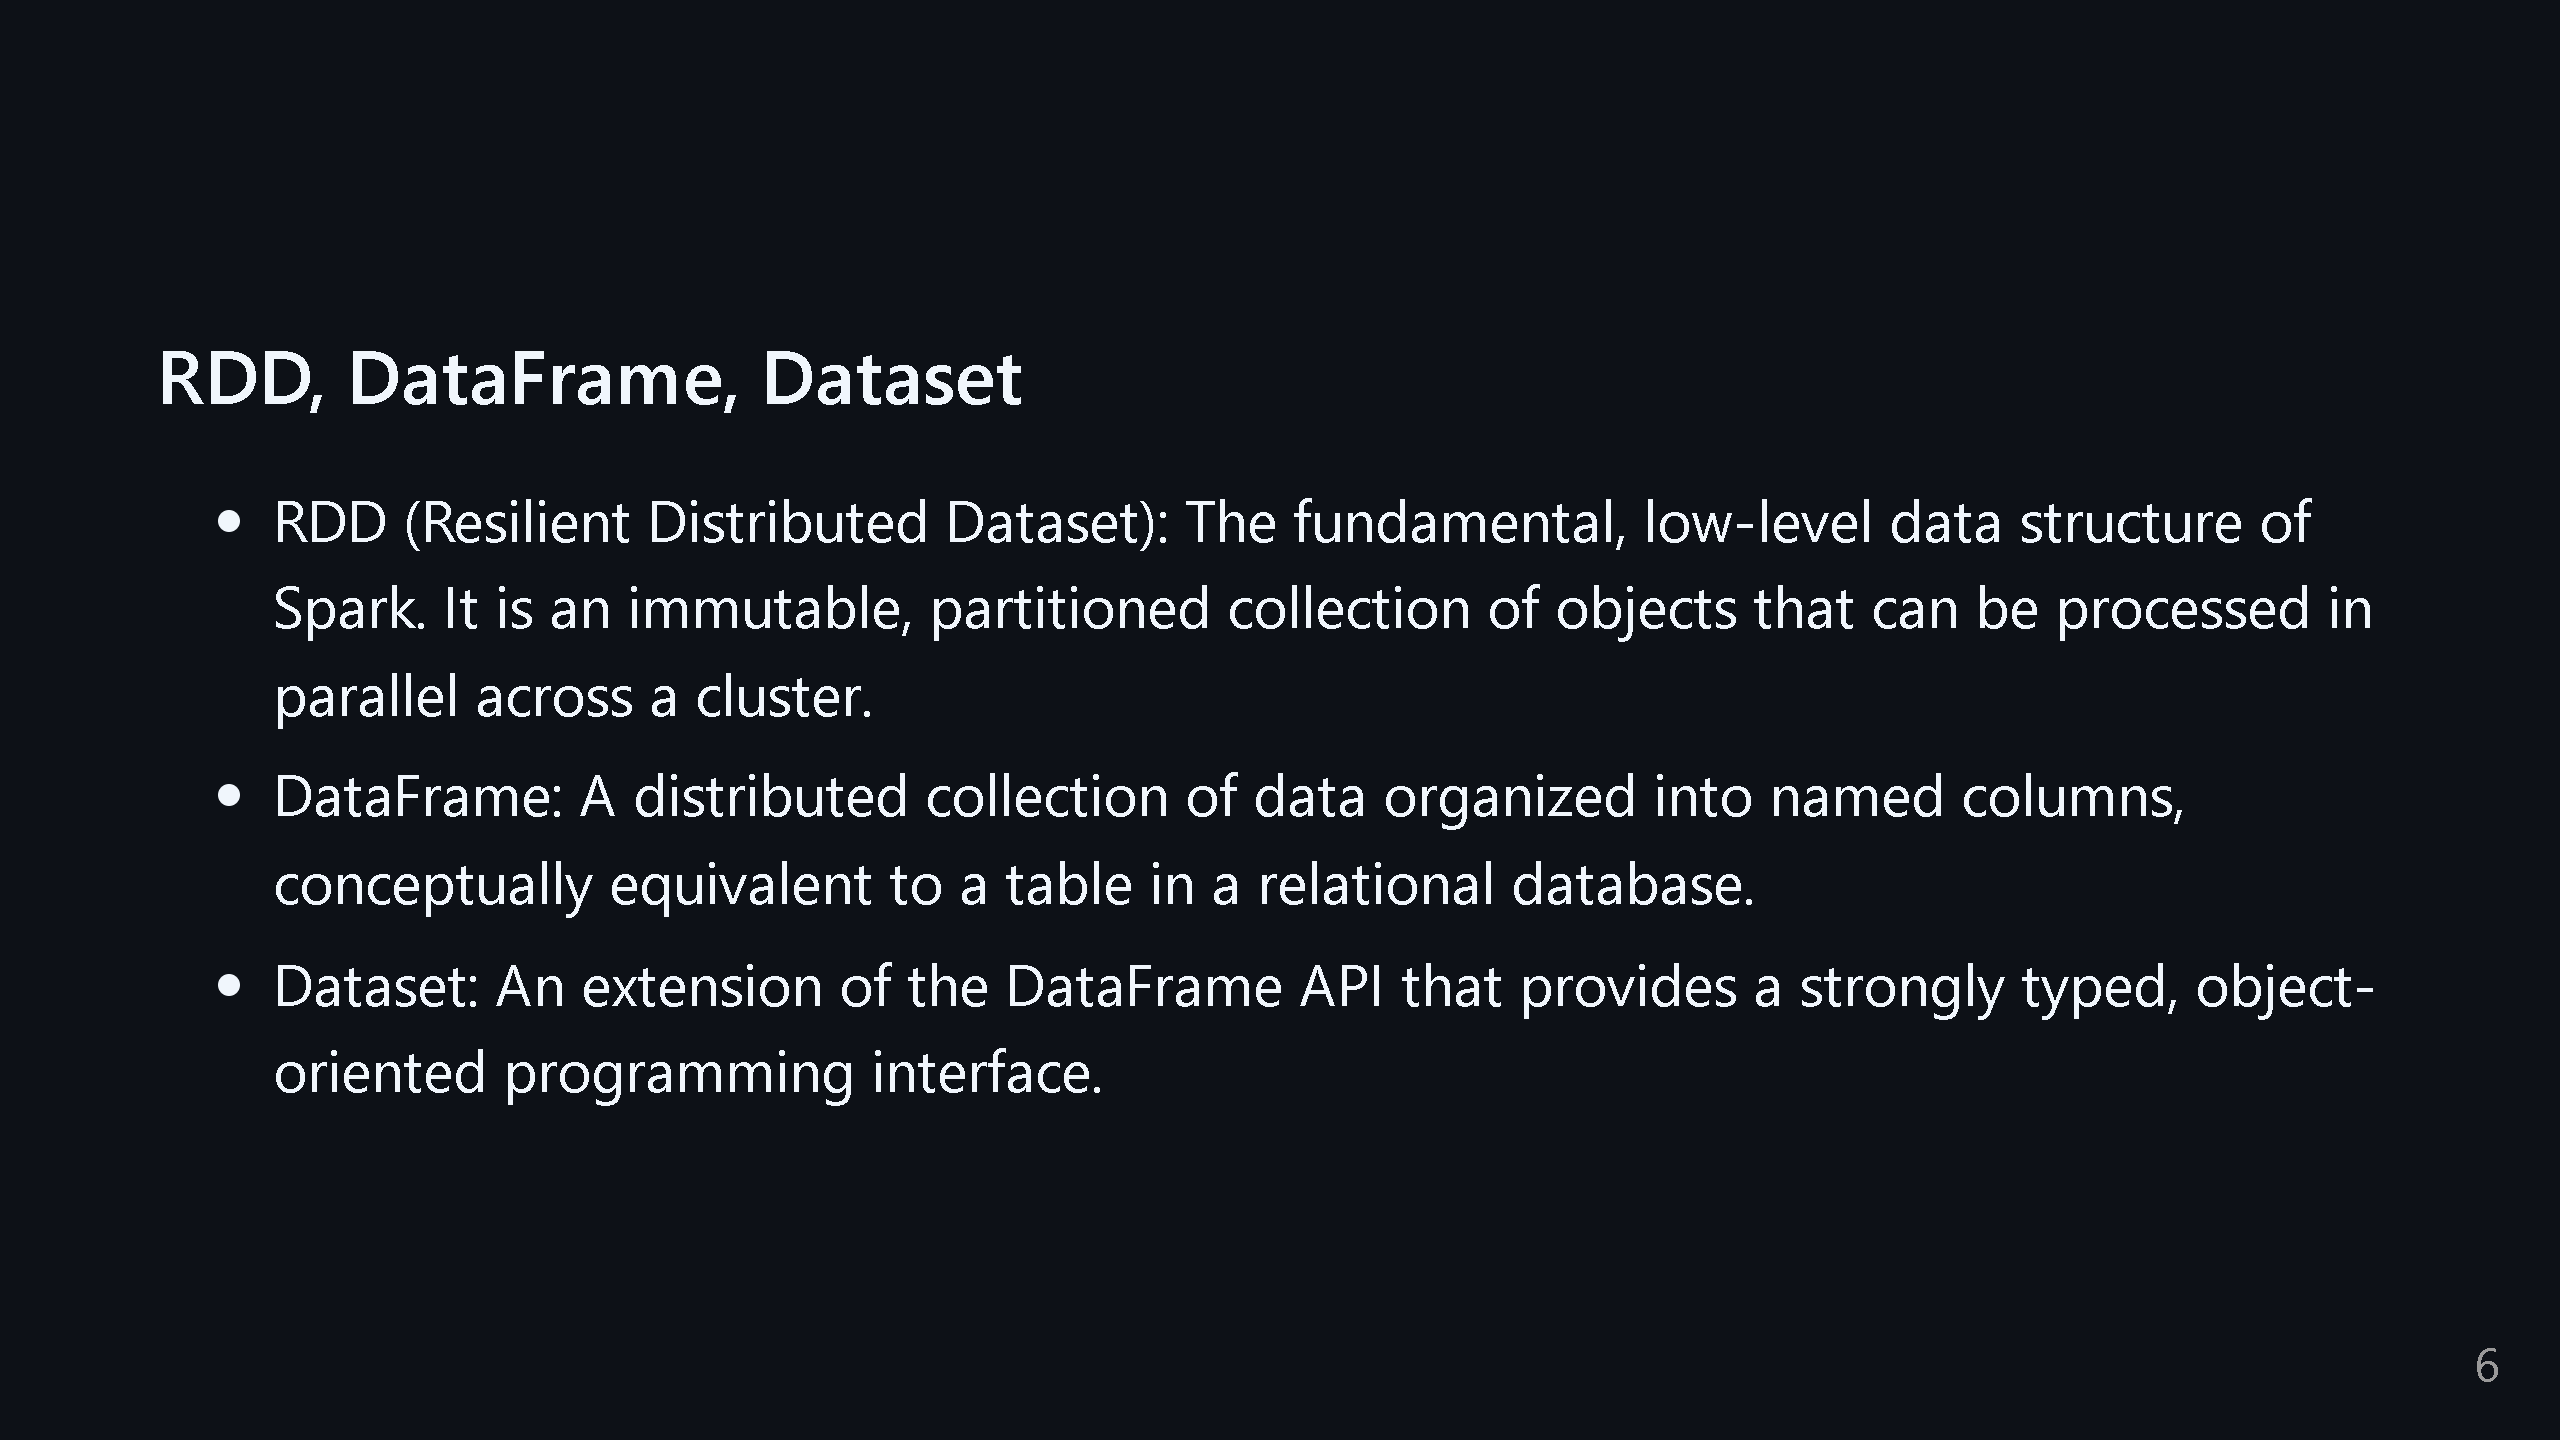 RDD, DataFrame, Dataset
• RDD (Resilient Distributed Dataset): The fundamental, low-level data structure of
Spark. It is an immutable, partitioned collection of objects that can be processed in
parallel across a cluster.
• DataFrame: A distributed collection of data organized into named columns,
conceptually equivalent to a table in a relational database.
• Dataset: An extension of the DataFrame API that provides a strongly typed, object-
oriented programming interface.
6